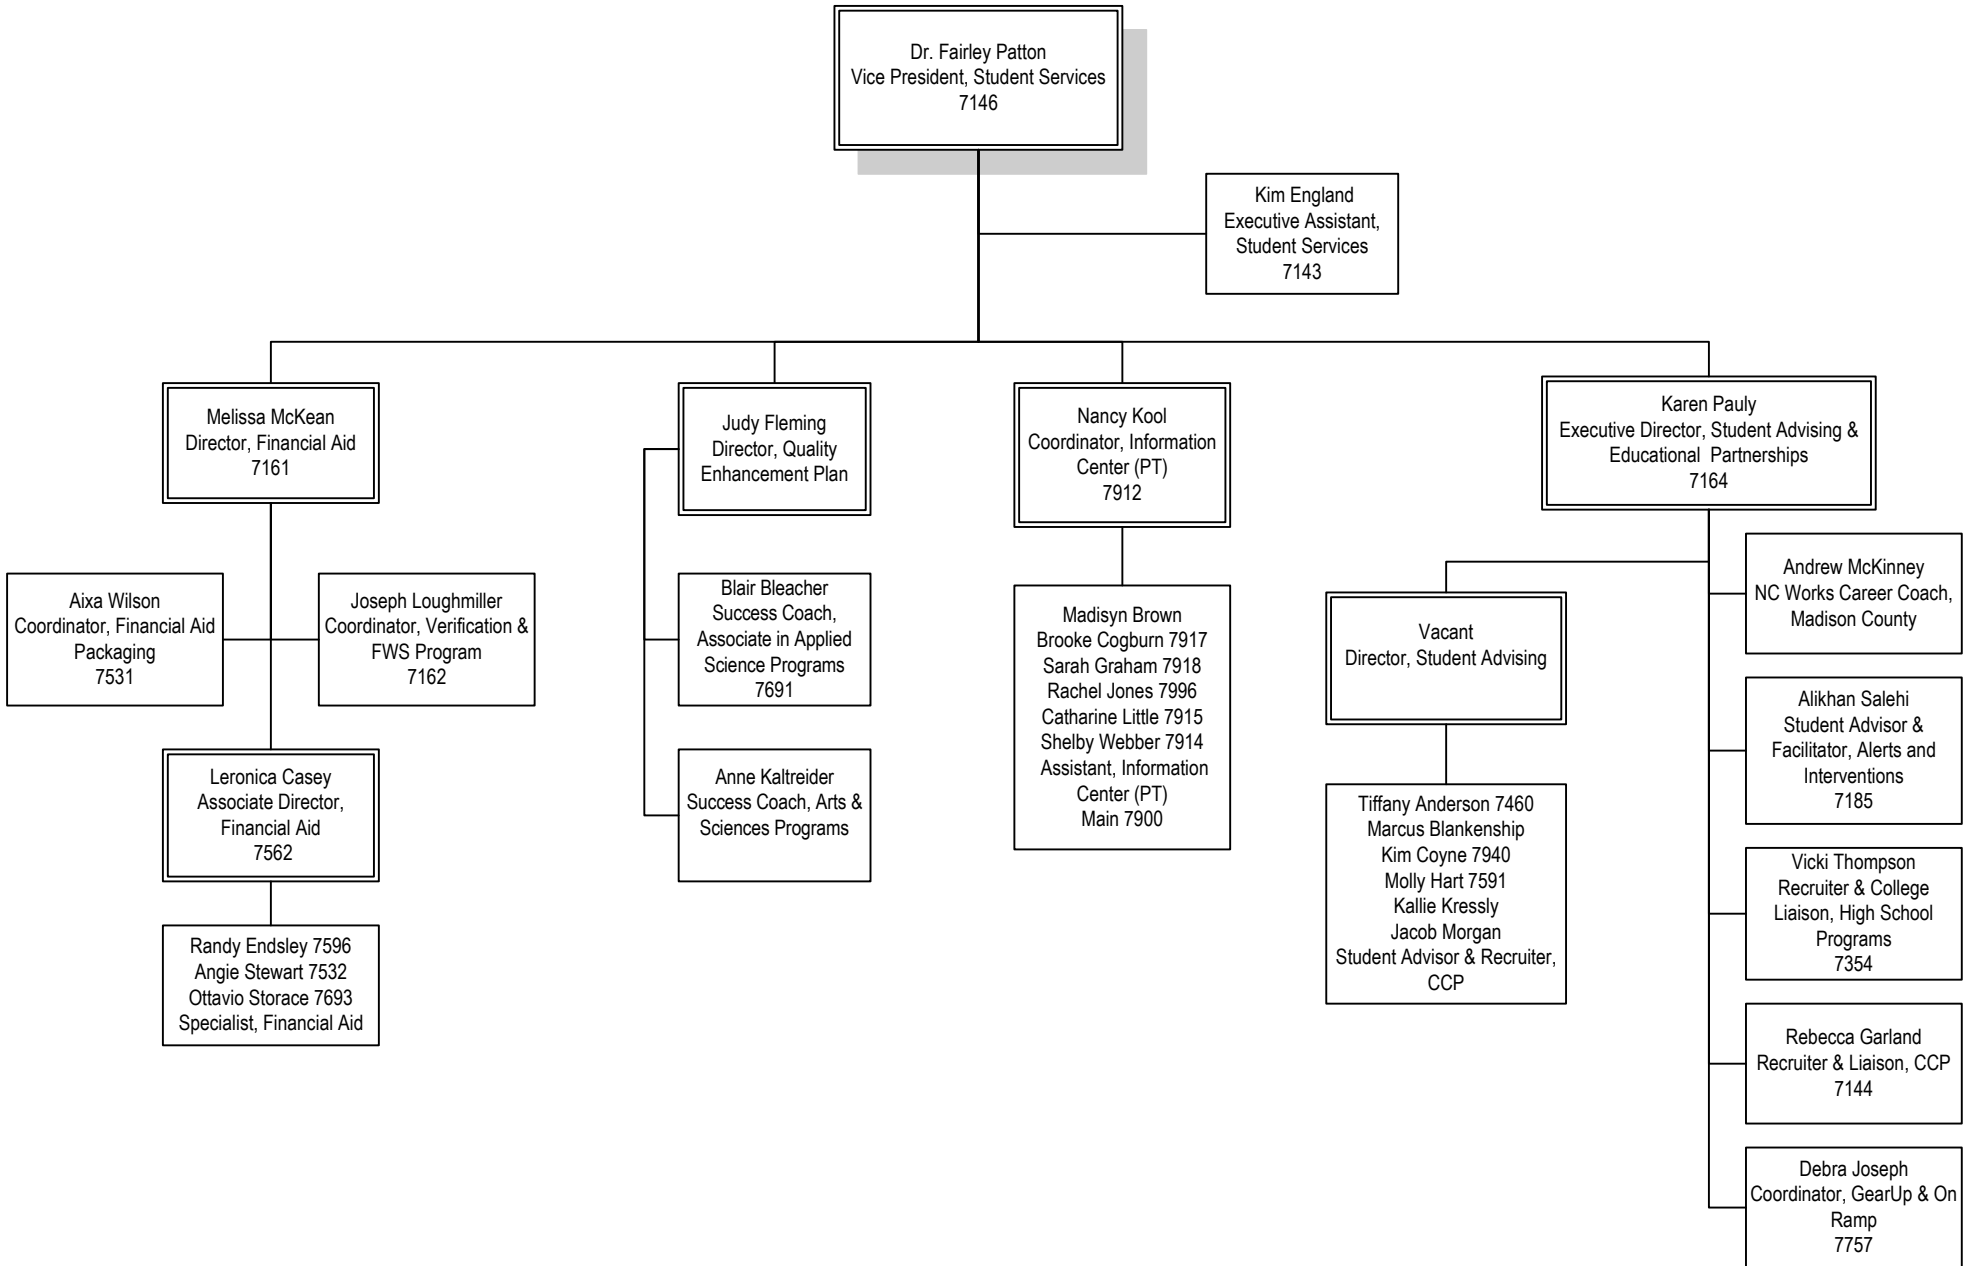 Dr. Fairley Patton
Vice President, Student Services
7146
Kim England
Executive Assistant,
Student Services
7143
Melissa McKean
Director, Financial Aid
7161
Judy Fleming
Director, Quality
Enhancement Plan
Nancy Kool
Coordinator, Information
Center (PT)
7912
Karen Pauly
Executive Director, Student Advising &
Educational Partnerships
7164
Aixa Wilson
Coordinator, Financial Aid
Packaging
7531
Joseph Loughmiller
Coordinator, Verification &
FWS Program
7162
Leronica Casey
Associate Director,
Financial Aid
7562
Randy Endsley 7596
Angie Stewart 7532
Ottavio Storace 7693
Specialist, Financial Aid
Blair Bleacher
Success Coach,
Associate in Applied
Science Programs
7691
Anne Kaltreider
Success Coach, Arts &
Sciences Programs
Madisyn Brown
Brooke Cogburn 7917
Sarah Graham 7918
Rachel Jones 7996
Catharine Little 7915
Shelby Webber 7914
Assistant, Information
Center (PT)
Main 7900
Vacant
Director, Student Advising
Tiffany Anderson 7460
Marcus Blankenship
Kim Coyne 7940
Molly Hart 7591
Kallie Kressly
Jacob Morgan
Student Advisor & Recruiter,
CCP
Andrew McKinney
NC Works Career Coach,
Madison County
Alikhan Salehi
Student Advisor &
Facilitator, Alerts and
Interventions
7185
Vicki Thompson
Recruiter & College
Liaison, High School
Programs
7354
Rebecca Garland
Recruiter & Liaison, CCP
7144
Debra Joseph
Coordinator, GearUp & On
Ramp
7757